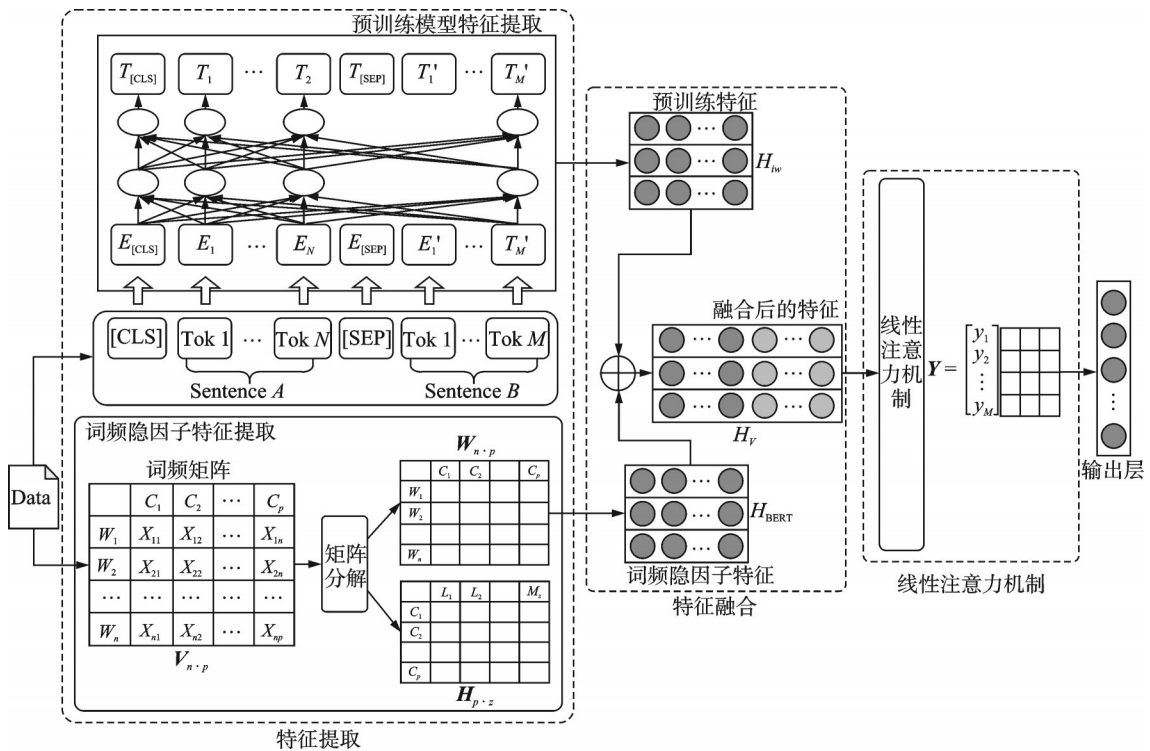 预训练模型特征提取
T[CLS] T1 … T2 T[SEP] T1' … TM'
E[CLS] E1 … EN E[SEP] E1' … TM'
[CLS] Tok 1 … Tok N [SEP] Tok 1 … Tok M
Sentence A Sentence B
Data
词频隐因子特征提取
词频矩阵
C1 C2 … Cp
W1 X11 X12 … X1n
W2 X21 X22 … X2n
… … … … …
Wn Xn1 Xn2 … Xnp
Vn·p
矩阵
分解
Wn·p
C1 C2 Cp
W1
W2
Wn
L1 L2 Mz
C1
C2
Cp
Hp·z
特征提取
预训练特征
… 
…
…
Hiw
融合后的特征
… …
… …
… …
HV
…
…
…
HBERT
词频隐因子特征
特征融合
线性
注意
力机
制
Y =
y1
y2
⋮
yM
线性注意力机制
⋮
输出层